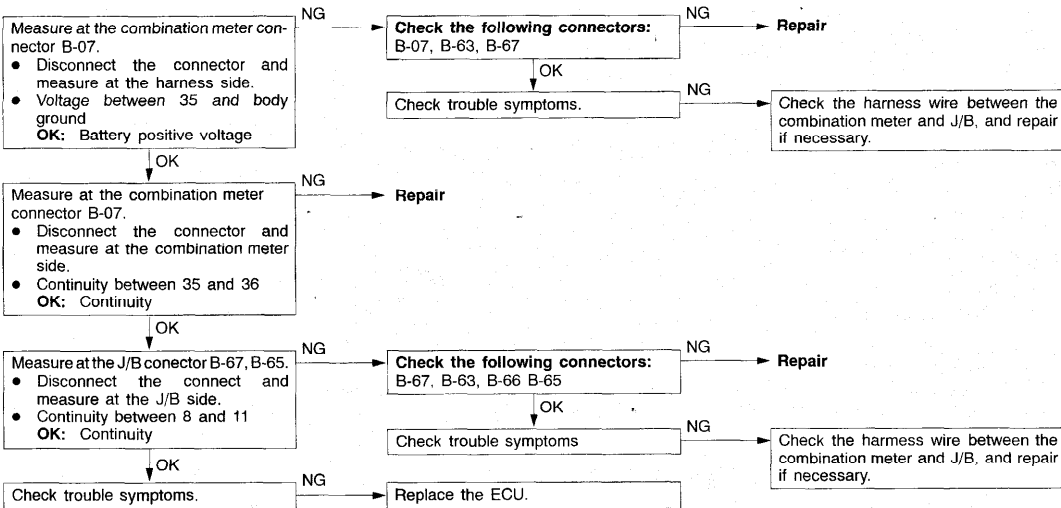 Measure at the combination meter con-
nector B-07.
● Disconnect the connector and
measure at the harness side.
● Voltage between 35 and body
ground
OK: Battery positive voltage
NG
Check the following connectors:
B-07, B-63, B-67
NG
Repair
OK
Check trouble symptoms.
NG
Check the harness wire between the
combination meter and J/B, and repair
if necessary.
OK
Measure at the combination meter
connector B-07.
● Disconnect the connector and
measure at the combination meter
side.
● Continuity between 35 and 36
OK: Continuity
NG
Repair
OK
Measure at the J/B conector B-67, B-65.
● Disconnect the connect and
measure at the J/B side.
● Continuity between 8 and 11
OK: Continuity
NG
Check the following connectors:
B-67, B-63, B-66 B-65
NG
Repair
OK
Check trouble symptoms
NG
Check the harness wire between the
combination meter and J/B, and repair
if necessary.
OK
Check trouble symptoms.
NG
Replace the ECU.